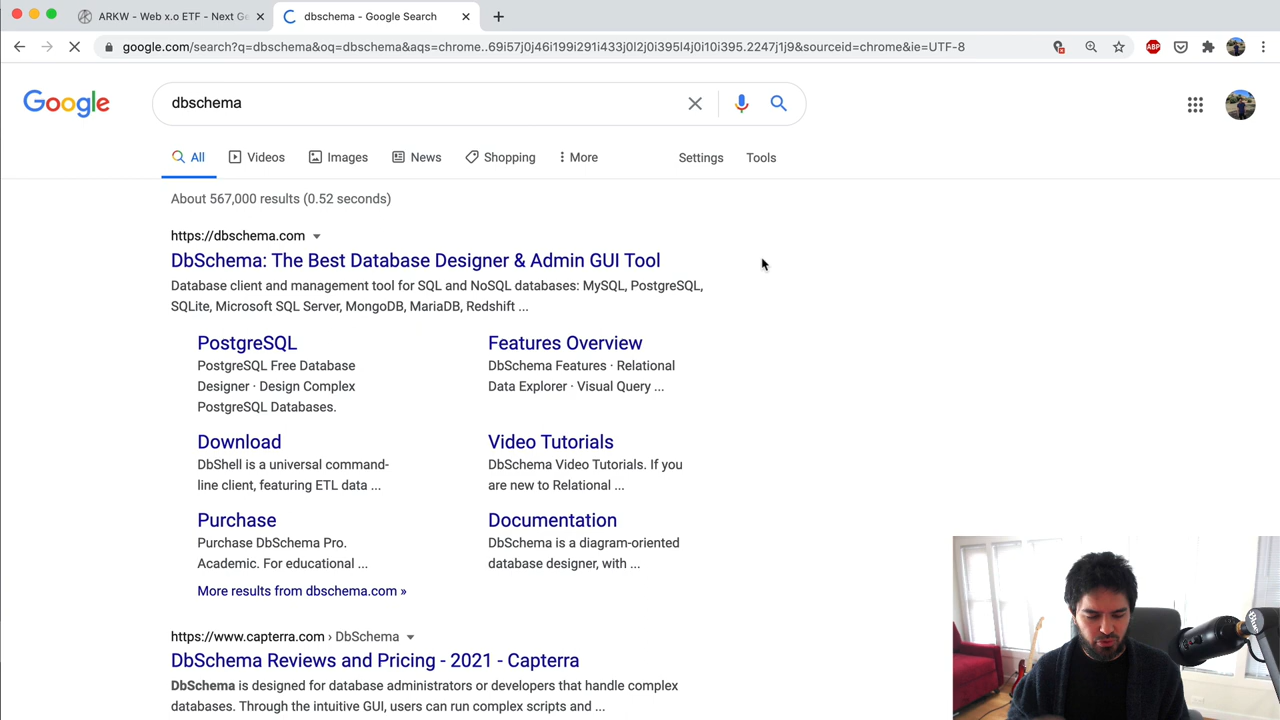 ARKW - Web x.o ETF - Next Ge
dbschema - Google Search
google.com/search?q=dbschema&oq=dbschema&aqs=chrome..69i57j0j46i199i291i433j0l2j0i395l4j0i10i395.2247j1j9&sourceid=chrome&ie=UTF-8
ABP
Google
dbschema
All
Videos
Images
News
Shopping
More
Settings
Tools
About 567,000 results (0.52 seconds)
https://dbschema.com
DbSchema: The Best Database Designer & Admin GUI Tool
Database client and management tool for SQL and NoSQL databases: MySQL, PostgreSQL,
SQLite, Microsoft SQL Server, MongoDB, MariaDB, Redshift ...
PostgreSQL
PostgreSQL Free Database
Designer · Design Complex
PostgreSQL Databases.
Features Overview
DbSchema Features · Relational
Data Explorer · Visual Query ...
Download
DbShell is a universal command-
line client, featuring ETL data ...
Video Tutorials
DbSchema Video Tutorials. If you
are new to Relational ...
Purchase
Purchase DbSchema Pro.
Academic. For educational ...
Documentation
DbSchema is a diagram-oriented
database designer, with ...
More results from dbschema.com »
https://www.capterra.com › DbSchema
DbSchema Reviews and Pricing - 2021 - Capterra
DbSchema is designed for database administrators or developers that handle complex
databases. Through the intuitive GUI, users can run complex scripts and ...
Blue